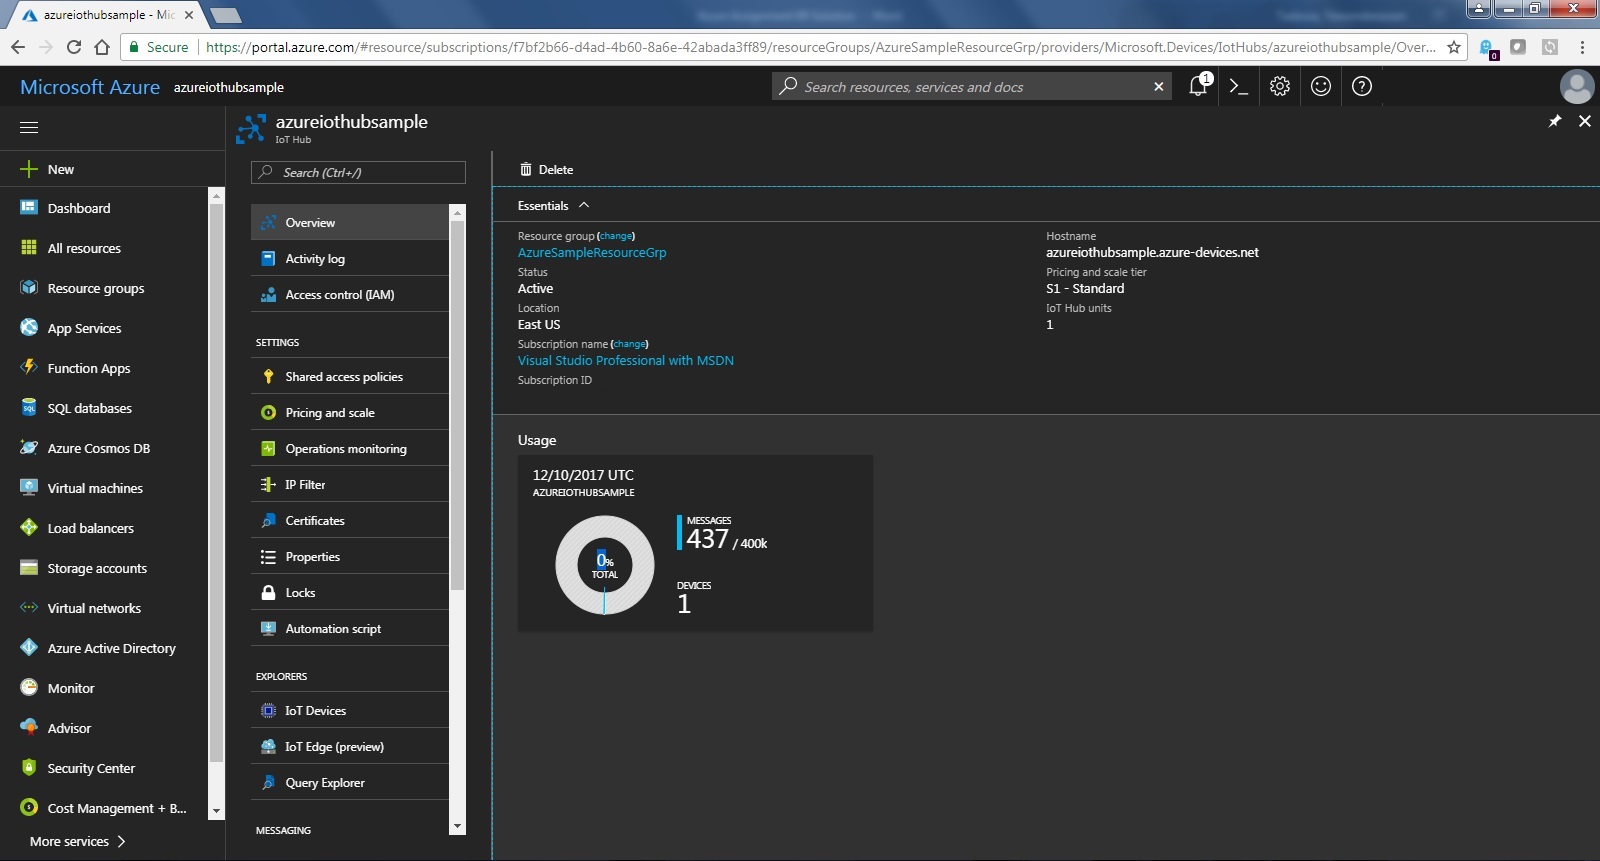 azureiothubsample - Mic
Secure
https://portal.azure.com/#resource/subscriptions/f7bf2b66-d4ad-4b60-8a6e-42abada3ff89/resourceGroups/AzureSampleResourceGrp/providers/Microsoft.Devices/IotHubs/azureiothubsample/Over...
0
Microsoft Azure
azureiothubsample
Search resources, services and docs
1
New
Dashboard
All resources
Resource groups
App Services
Function Apps
SQL databases
Azure Cosmos DB
Virtual machines
Load balancers
Storage accounts
Virtual networks
Azure Active Directory
Monitor
Advisor
Security Center
Cost Management + B...
More services
azureiothubsample
IoT Hub
Search (Ctrl+/)
Overview
Activity log
Access control (IAM)
SETTINGS
Shared access policies
Pricing and scale
Operations monitoring
IP Filter
Certificates
Properties
Locks
Automation script
EXPLORERS
IoT Devices
IoT Edge (preview)
Query Explorer
MESSAGING
Delete
Essentials
Resource group (change)
AzureSampleResourceGrp
Status
Active
Location
East US
Subscription name (change)
Visual Studio Professional with MSDN
Subscription ID
Hostname
azureiothubsample.azure-devices.net
Pricing and scale tier
S1 - Standard
IoT Hub units
1
Usage
12/10/2017 UTC
AZUREIOTHUBSAMPLE
0%
TOTAL
MESSAGES
437 / 400k
DEVICES
1